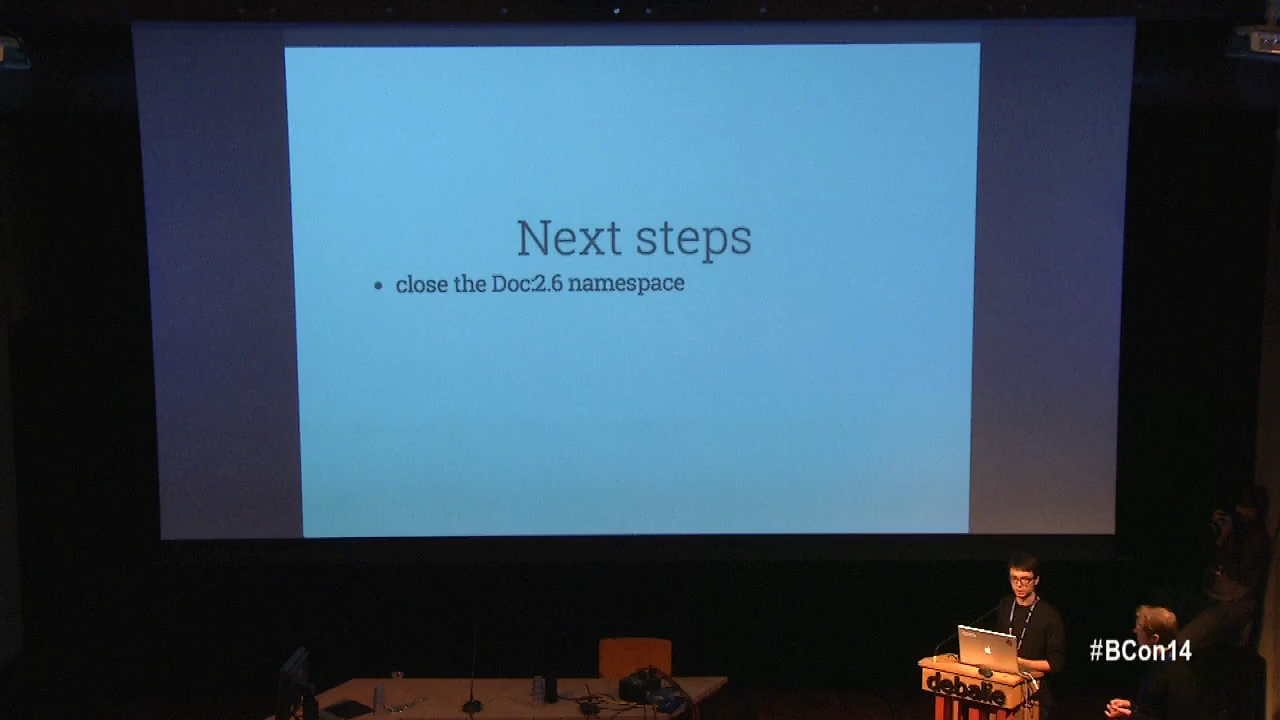 Next steps
• close the Doc:2.6 namespace
#BCon14
debalie